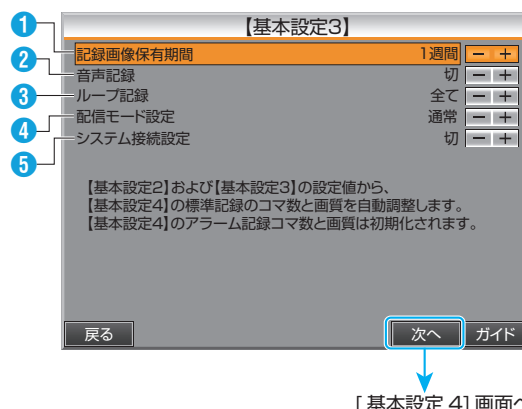 【基本設定3】
1 記録画像保有期間 1週間 － ＋
2 音声記録 切 － ＋
3 ループ記録 全て － ＋
4 配信モード設定 通常 － ＋
5 システム接続設定 切 － ＋
【基本設定2】および【基本設定3】の設定値から、
【基本設定4】の標準記録のコマ数と画質を自動調整します。
【基本設定4】のアラーム記録コマ数と画質は初期化されます。
戻る 次へ ガイド
[ 基本設定 4] 画面へ